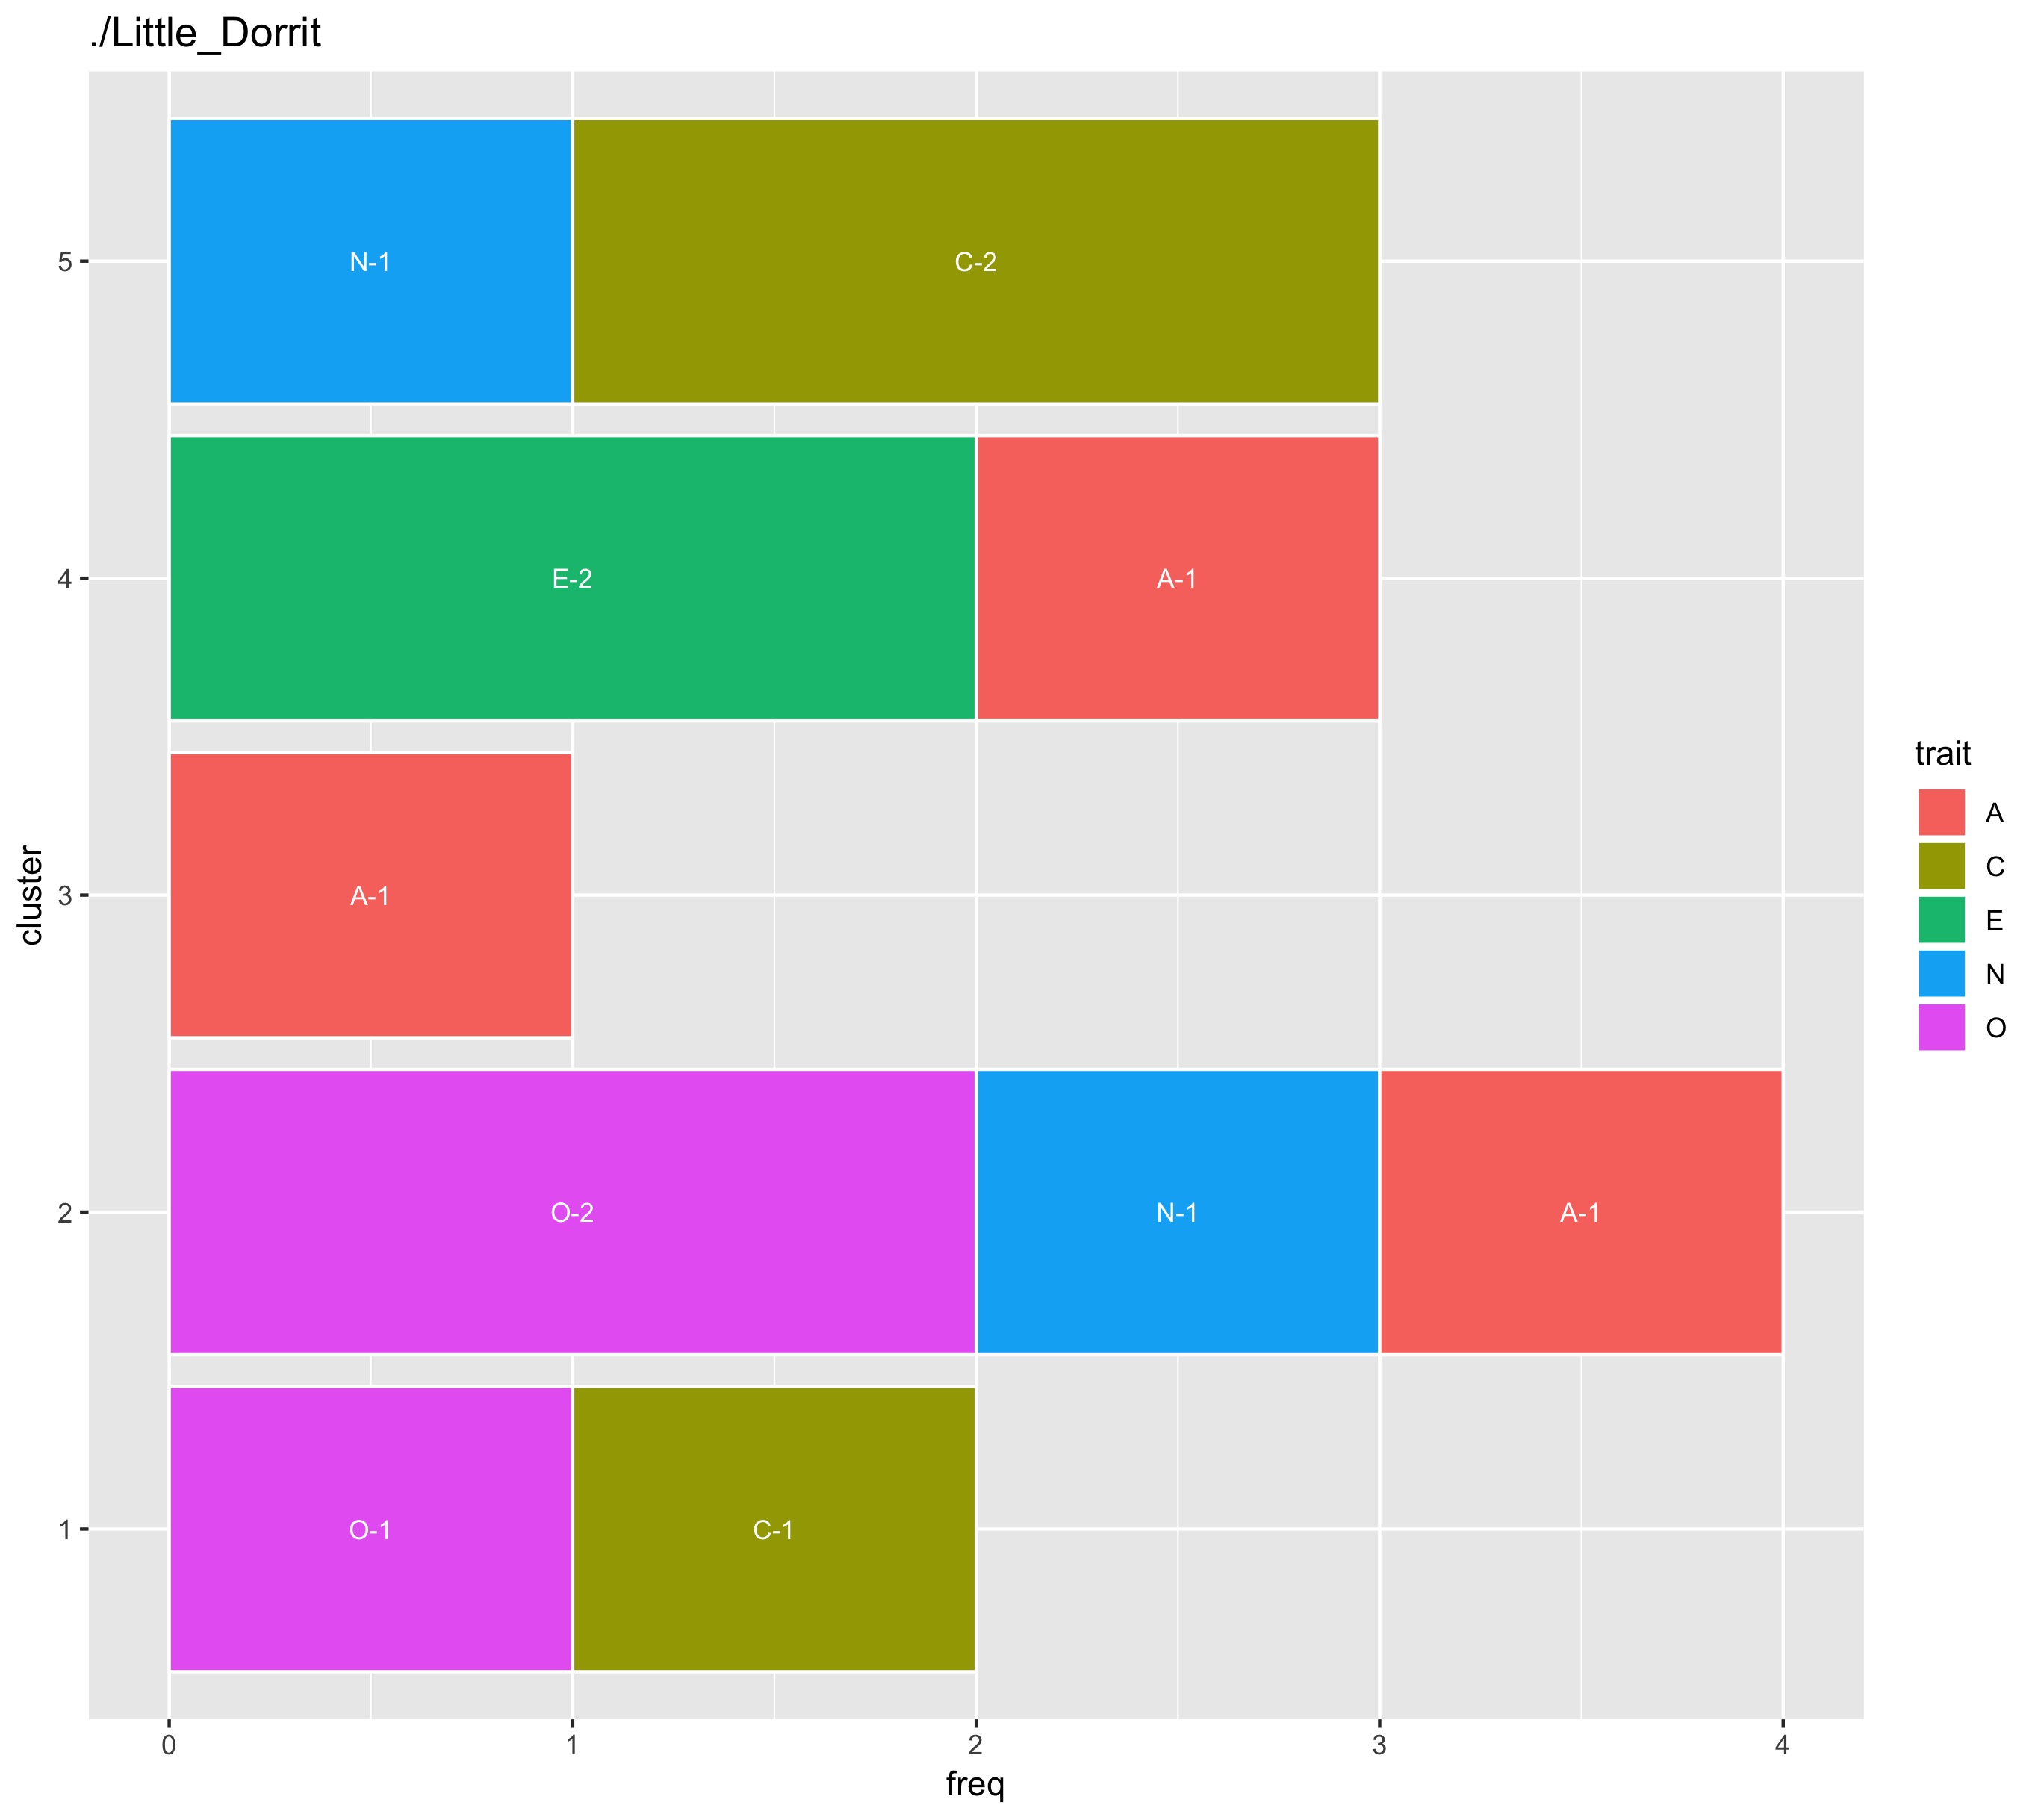 ./Little_Dorrit
5
N-1
C-2
4
E-2
A-1
cluster
3
A-1
2
O-2
N-1
A-1
1
O-1
C-1
0
1
2
3
4
freq
trait
A
C
E
N
O